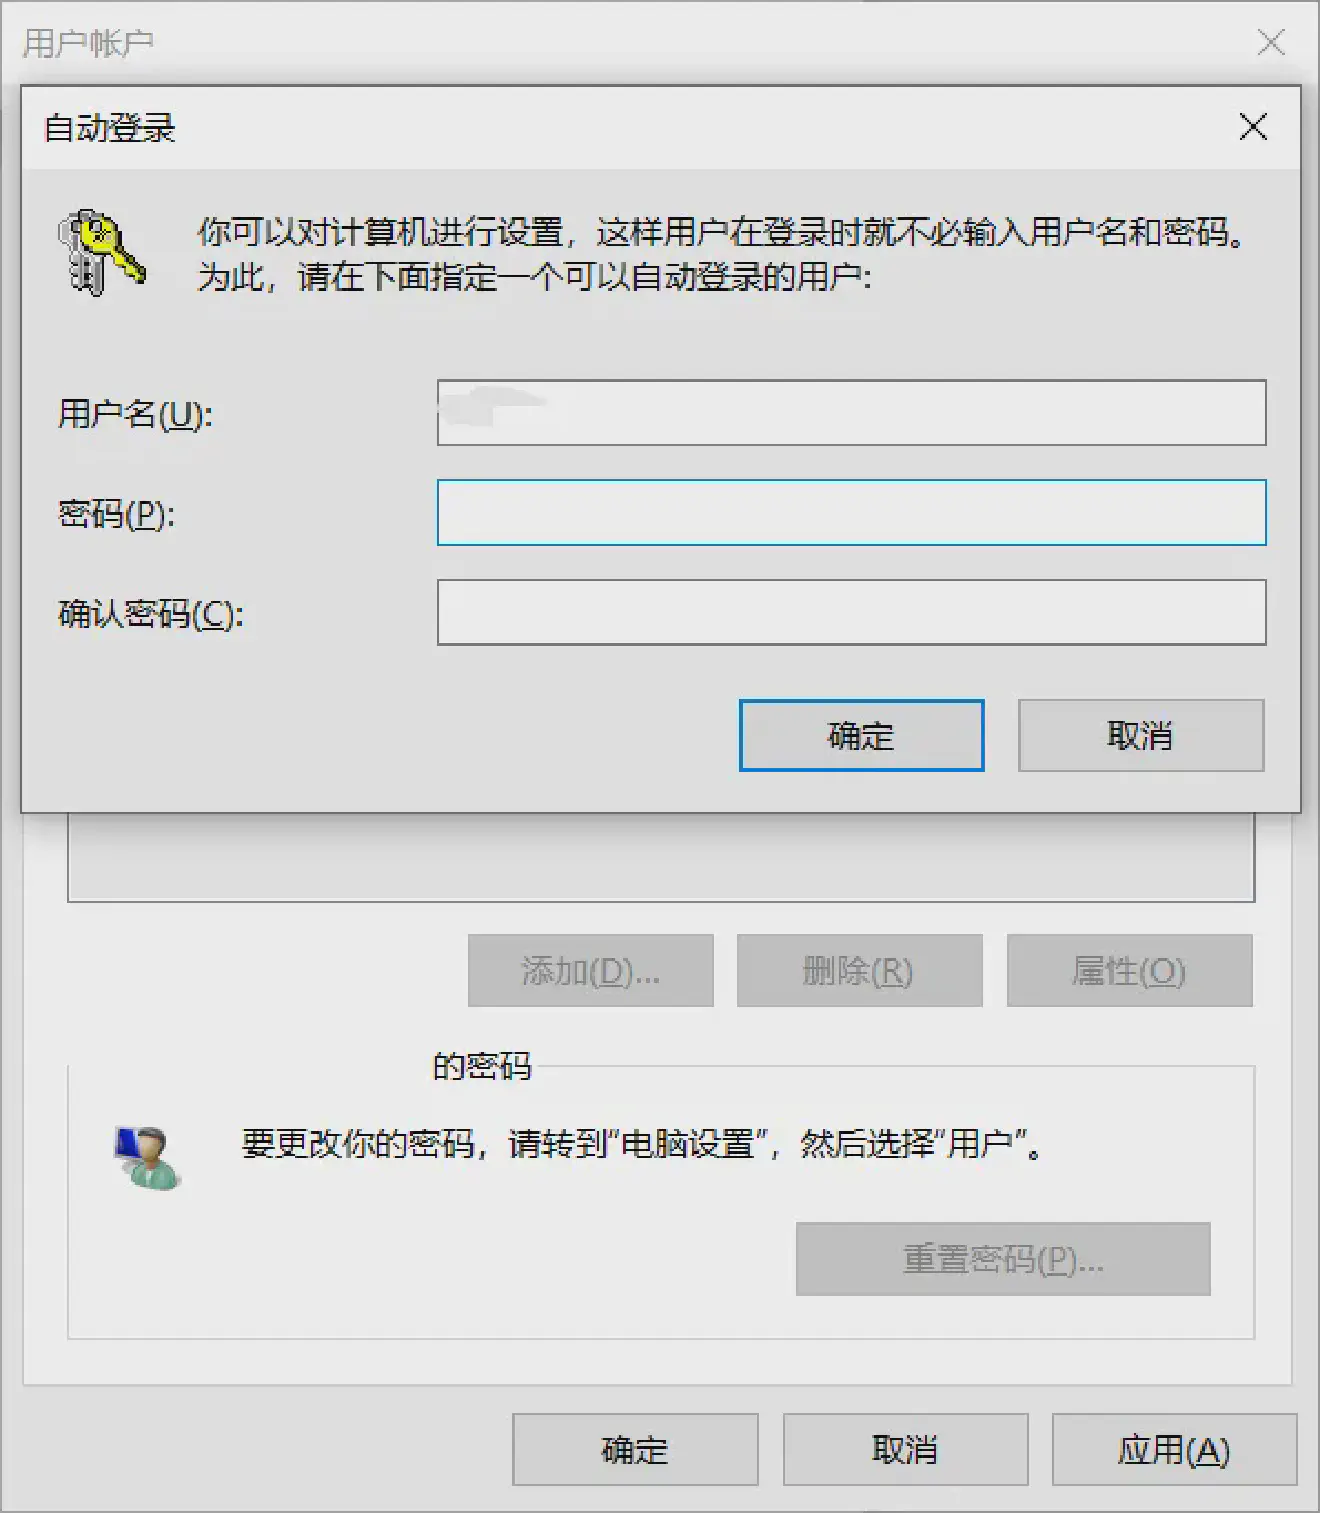 用户帐户
自动登录
你可以对计算机进行设置，这样用户在登录时就不必输入用户名和密码。
为此，请在下面指定一个可以自动登录的用户:
用户名(U):
密码(P):
确认密码(C):
确定 取消
添加(D)... 删除(R) 属性(O)
的密码
要更改你的密码，请转到"电脑设置"，然后选择"用户"。
重置密码(P)...
确定 取消 应用(A)